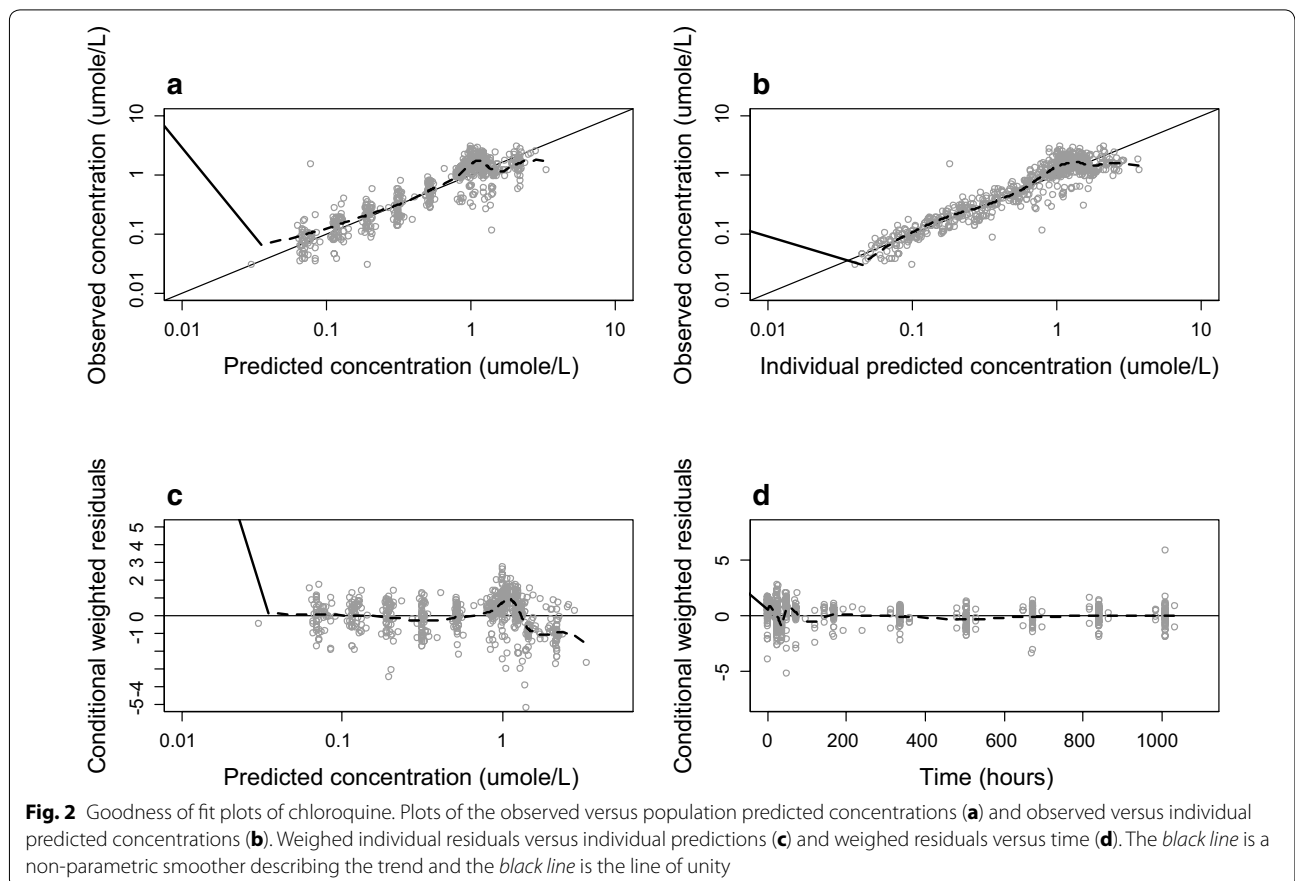 a
Observed concentration (umole/L)
10
1
0.1
0.01
0.01 0.1 1 10
Predicted concentration (umole/L)
b
Observed concentration (umole/L)
10
1
0.1
0.01
0.01 0.1 1 10
Individual predicted concentration (umole/L)
c
Conditional weighted residuals
5
4
3
2
0
-1
-4
-5
0.01 0.1 1
Predicted concentration (umole/L)
d
Conditional weighted residuals
5
0
-5
0 200 400 600 800 1000
Time (hours)
Fig. 2 Goodness of fit plots of chloroquine. Plots of the observed versus population predicted concentrations (a) and observed versus individual
predicted concentrations (b). Weighed individual residuals versus individual predictions (c) and weighed residuals versus time (d). The black line is a
non-parametric smoother describing the trend and the black line is the line of unity